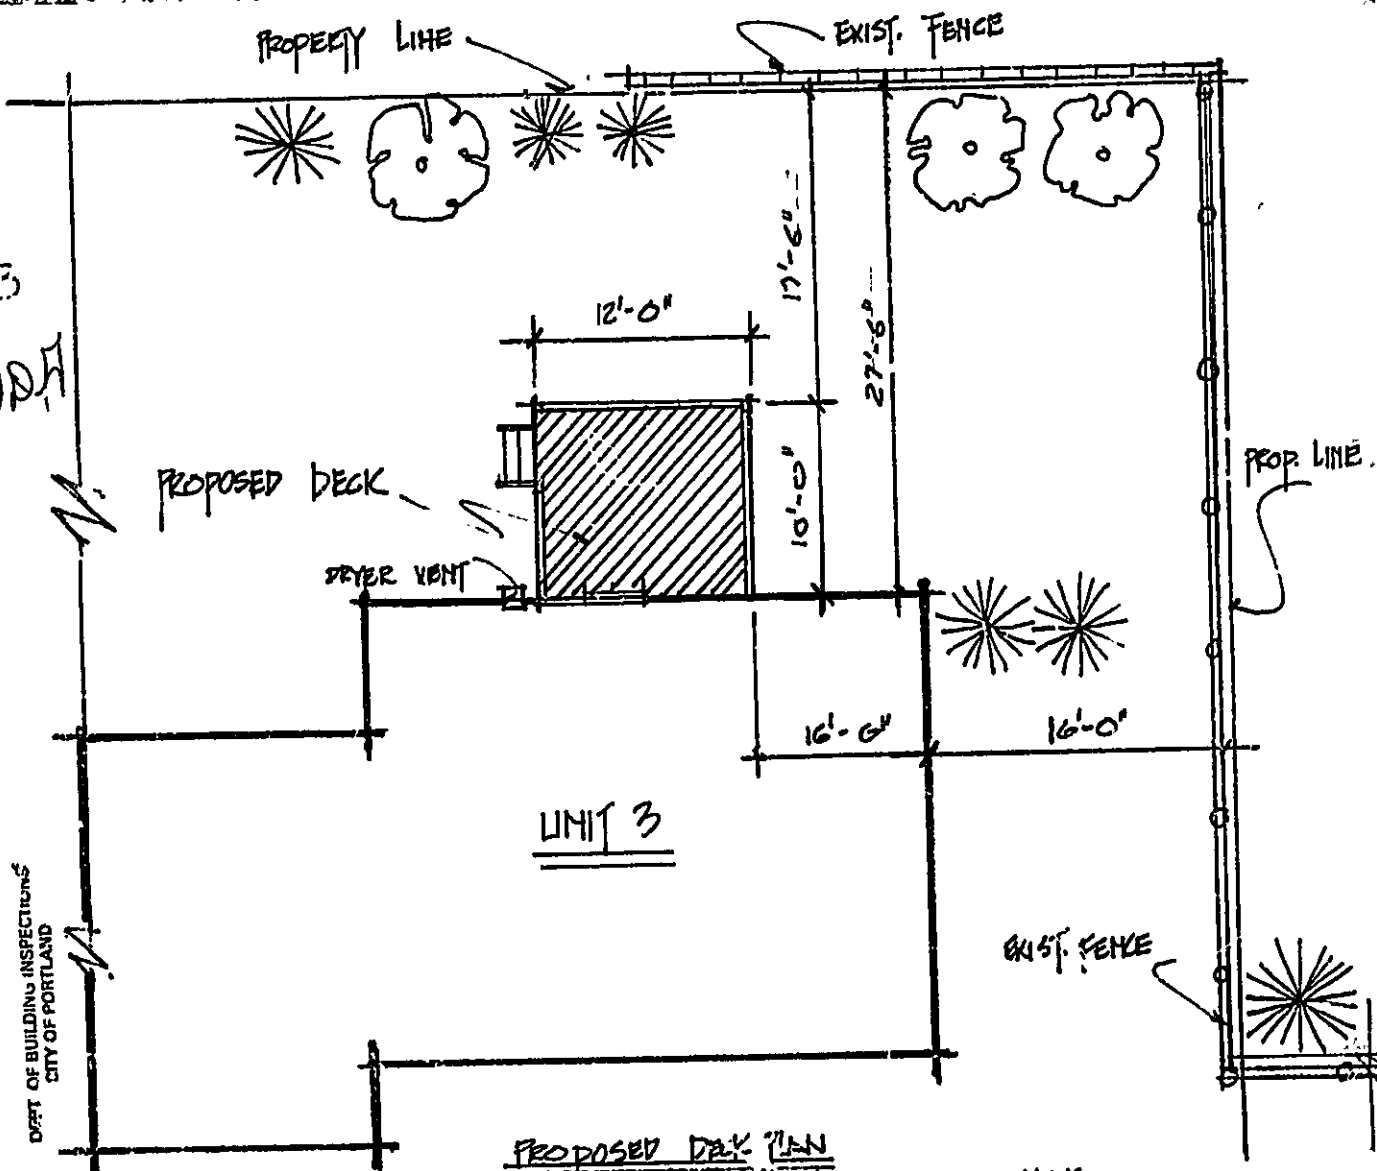 PROPERTY LINE
EXIST. FENCE
17'-6"
12'-0"
27'-6"
PROP. LINE.
PROPOSED DECK
10'-0"
DRYER VENT
16'-6"
16'-0"
UNIT 3
EXIST. FENCE
DEPT OF BUILDING INSPECTIONS
CITY OF PORTLAND
PROPOSED DECK PLAN